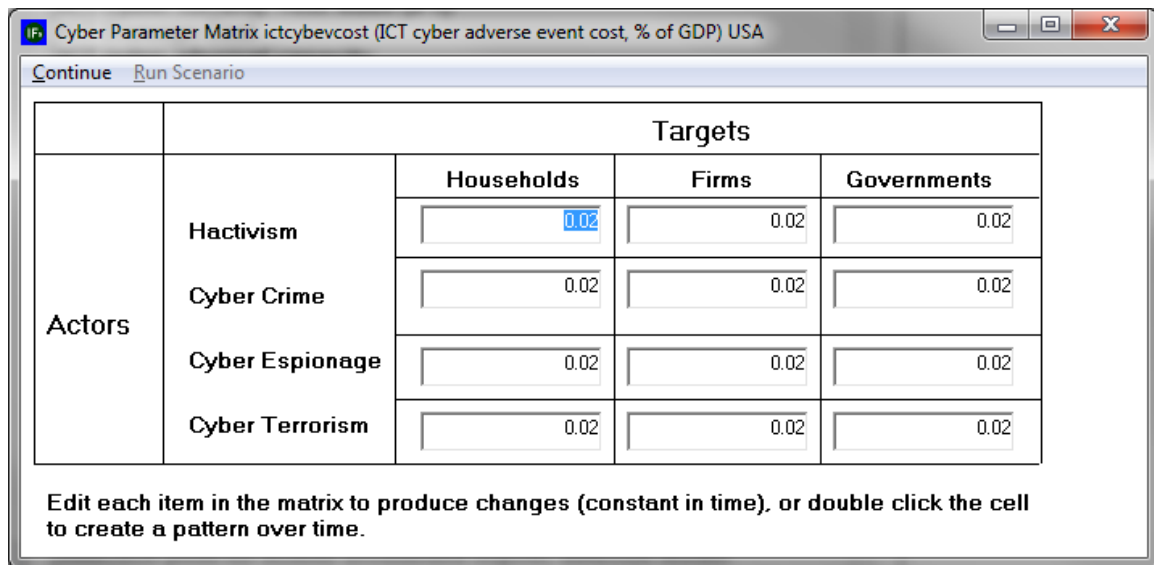 IFs Cyber Parameter Matrix ictcybevcost (ICT cyber adverse event cost, % of GDP) USA
Continue Run Scenario
Targets
Households Firms Governments
Actors
Hactivism 0.02 0.02 0.02
Cyber Crime 0.02 0.02 0.02
Cyber Espionage 0.02 0.02 0.02
Cyber Terrorism 0.02 0.02 0.02
Edit each item in the matrix to produce changes (constant in time), or double click the cell
to create a pattern over time.